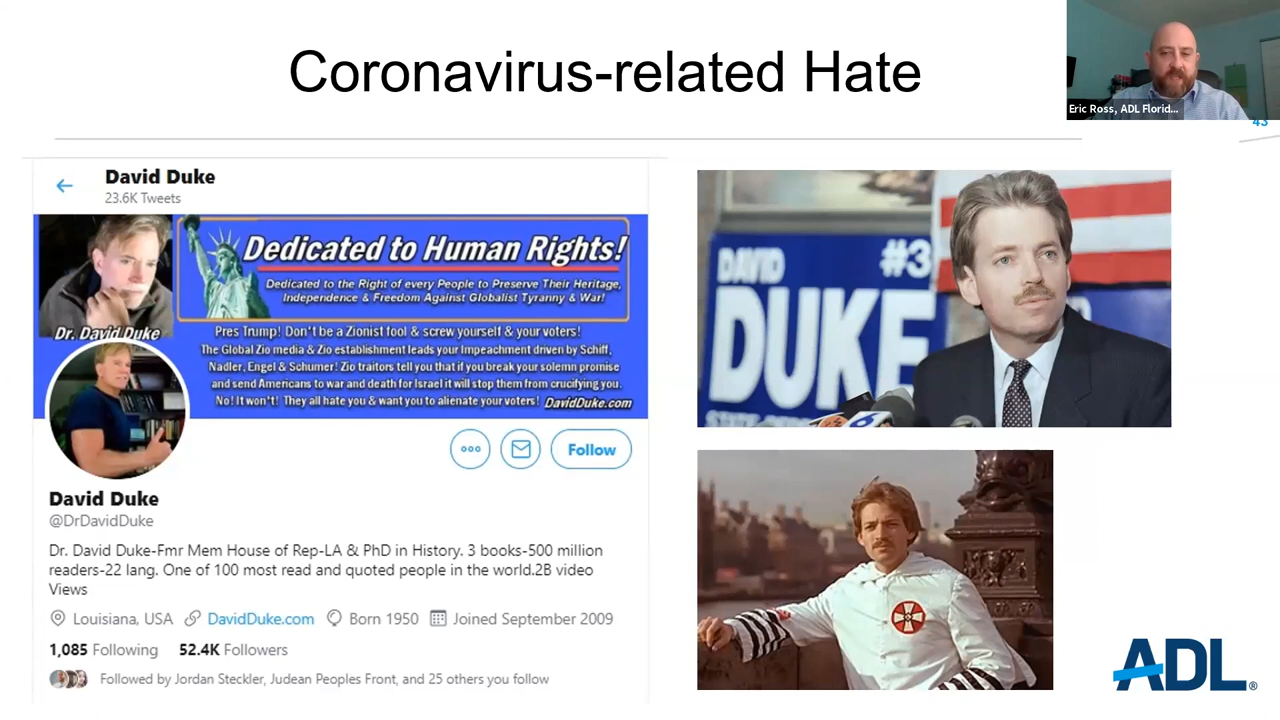 Coronavirus-related Hate
Eric Ross, ADL Florid...
43
David Duke
23.6K Tweets
Dedicated to Human Rights!
Dedicated to the Right of every People to Preserve Their Heritage,
Independence & Freedom Against Globalist Tyranny & War!
Dr. David Duke
Pres Trump! Don't be a Zionist fool & screw yourself & your voters!
The Global Zio media & Zio establishment leads your Impeachment driven by Schiff,
Nadler, Engel & Schumer! Zio traitors tell you that if you break your solemn promise
and send Americans to war and death for Israel it will stop them from crucifying you.
No! It won't! They all hate you & want you to alienate your voters! DavidDuke.com
Follow
David Duke
@DrDavidDuke
Dr. David Duke-Fmr Mem House of Rep-LA & PhD in History. 3 books-500 million
readers-22 lang. One of 100 most read and quoted people in the world.2B video
Views
Louisiana, USA DavidDuke.com Born 1950 Joined September 2009
1,085 Following 52.4K Followers
Followed by Jordan Steckler, Judean Peoples Front, and 25 others you follow
DAVID #3
DUKE
6
ADL®